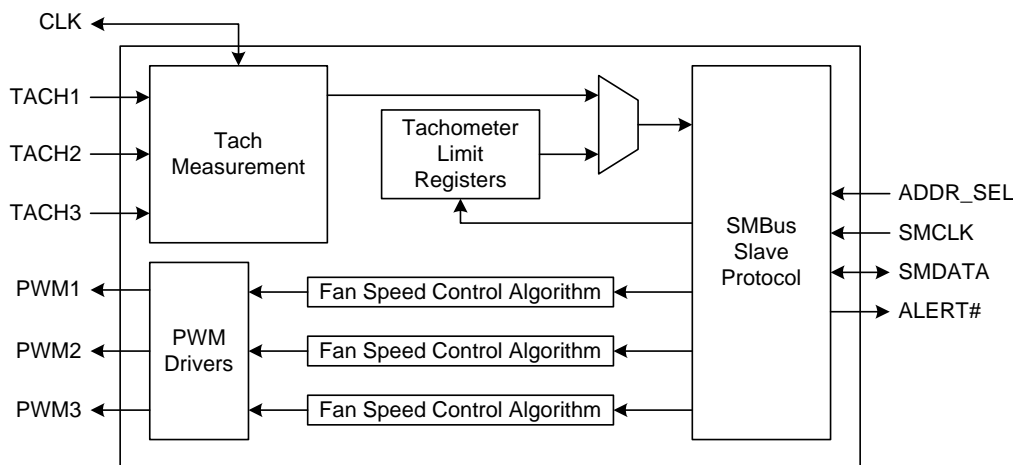 CLK
TACH1
TACH2
TACH3
Tach
Measurement
Tachometer
Limit
Registers
SMBus
Slave
Protocol
ADDR_SEL
SMCLK
SMDATA
ALERT#
PWM1
PWM2
PWM3
PWM
Drivers
Fan Speed Control Algorithm
Fan Speed Control Algorithm
Fan Speed Control Algorithm